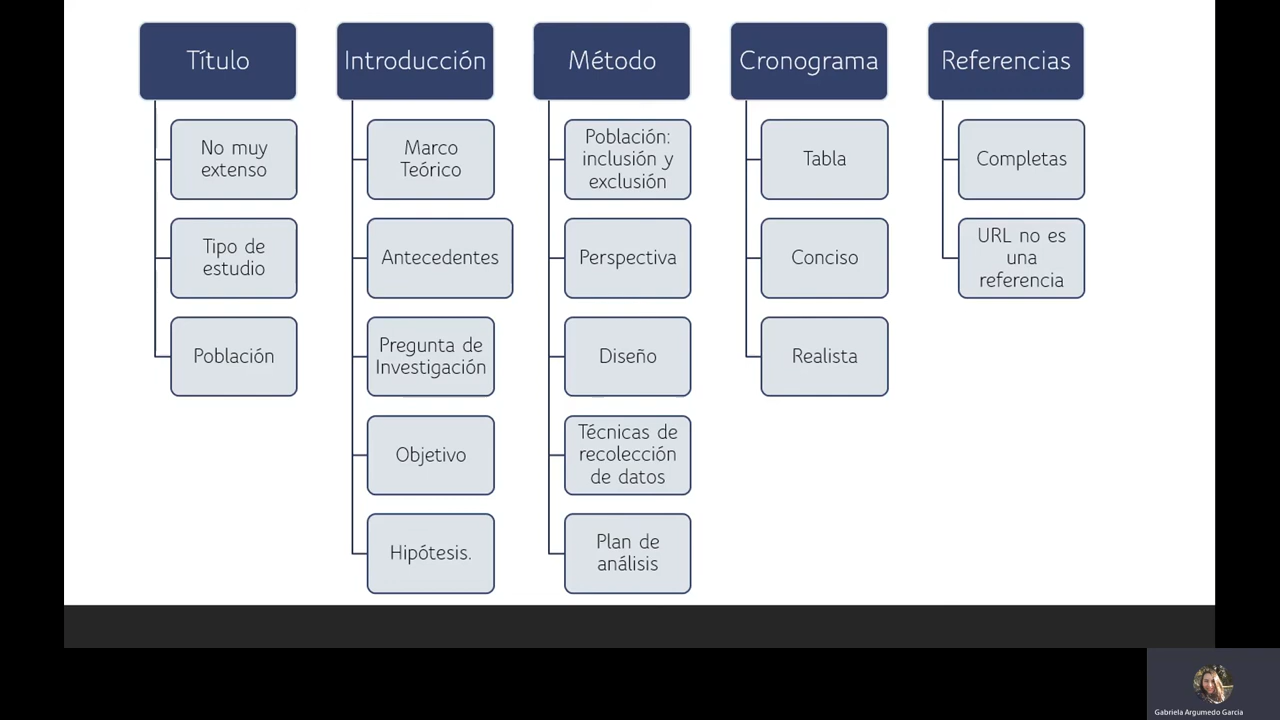 Título
No muy
extenso
Tipo de
estudio
Población
Introducción
Marco
Teórico
Antecedentes
Pregunta de
Investigación
Objetivo
Hipótesis.
Método
Población:
inclusión y
exclusión
Perspectiva
Diseño
Técnicas de
recolección
de datos
Plan de
análisis
Cronograma
Tabla
Conciso
Realista
Referencias
Completas
URL no es
una
referencia
Gabriela Argumedo Garcia